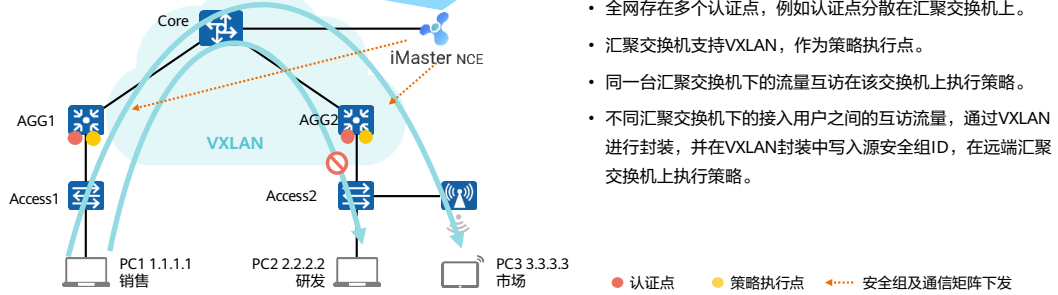 Core
iMaster NCE
AGG1
AGG2
VXLAN
Access1
Access2
PC1 1.1.1.1
销售
PC2 2.2.2.2
研发
PC3 3.3.3.3
市场
• 全网存在多个认证点，例如认证点分散在汇聚交换机上。
• 汇聚交换机支持VXLAN，作为策略执行点。
• 同一台汇聚交换机下的流量互访在该交换机上执行策略。
• 不同汇聚交换机下的接入用户之间的互访流量，通过VXLAN
进行封装，并在VXLAN封装中写入源安全组ID，在远端汇聚
交换机上执行策略。
认证点
策略执行点
安全组及通信矩阵下发